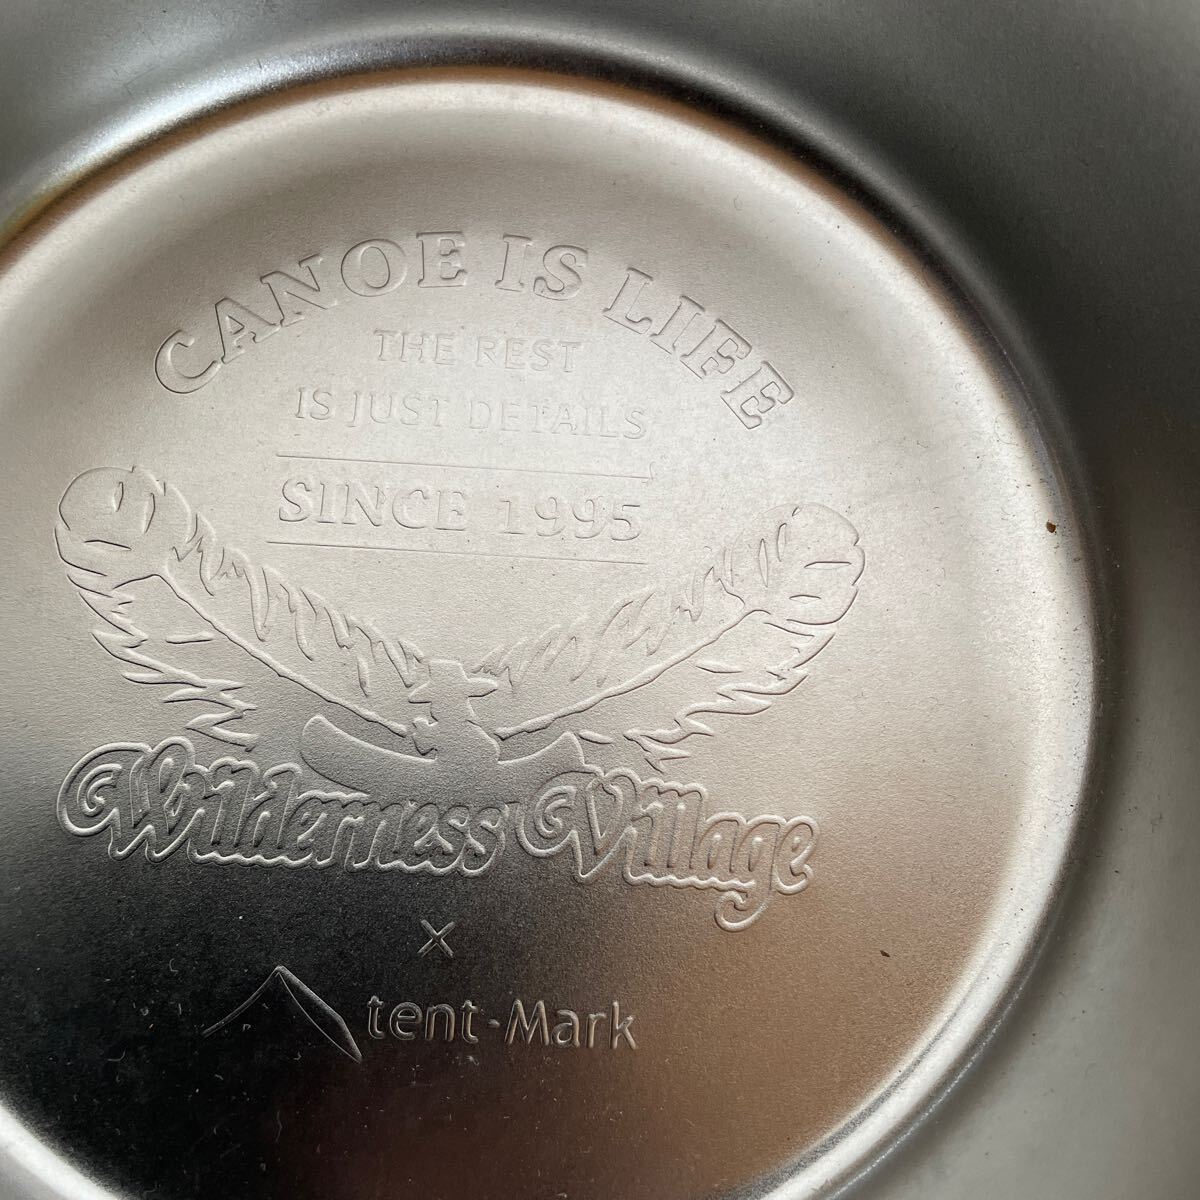 CANOE IS LIFE
THE REST
IS JUST DETAILS
SINCE 1995
Wilderness Village
×
tent-Mark